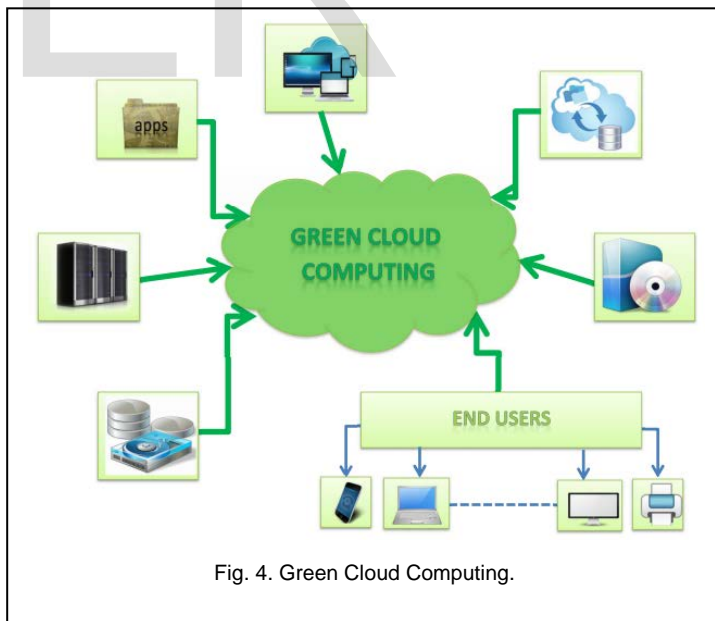 apps
GREEN CLOUD
COMPUTING
END USERS
Fig. 4. Green Cloud Computing.